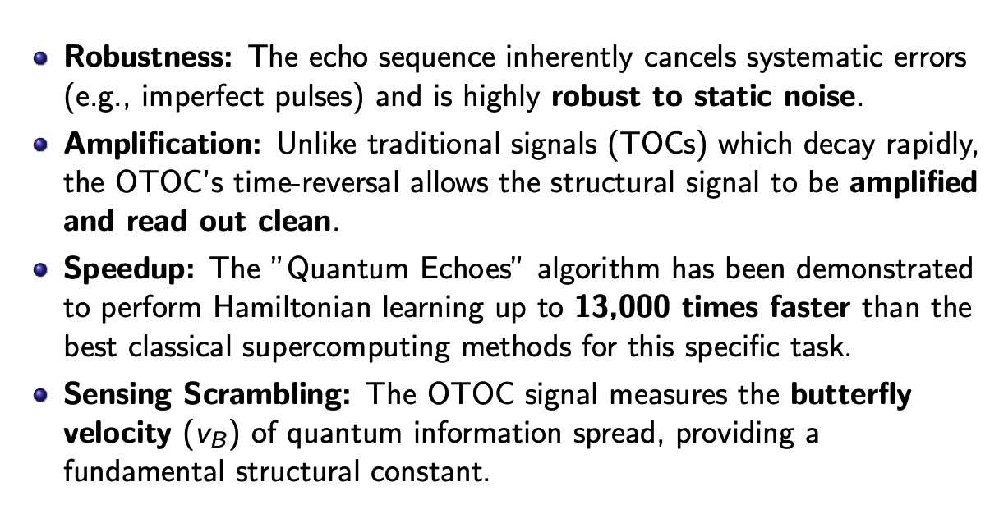 • Robustness: The echo sequence inherently cancels systematic errors
(e.g., imperfect pulses) and is highly robust to static noise.
• Amplification: Unlike traditional signals (TOCs) which decay rapidly,
the OTOC's time-reversal allows the structural signal to be amplified
and read out clean.
• Speedup: The ”Quantum Echoes” algorithm has been demonstrated
to perform Hamiltonian learning up to 13,000 times faster than the
best classical supercomputing methods for this specific task.
• Sensing Scrambling: The OTOC signal measures the butterfly
velocity (v_B) of quantum information spread, providing a
fundamental structural constant.